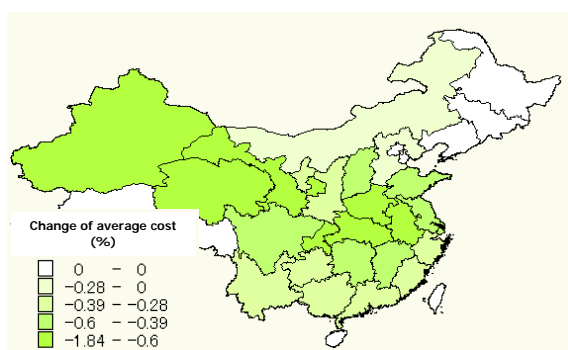 Change of average cost
(%)
0 – 0
−0.28 – 0
−0.39 – −0.28
−0.6 – −0.39
−1.84 – −0.6